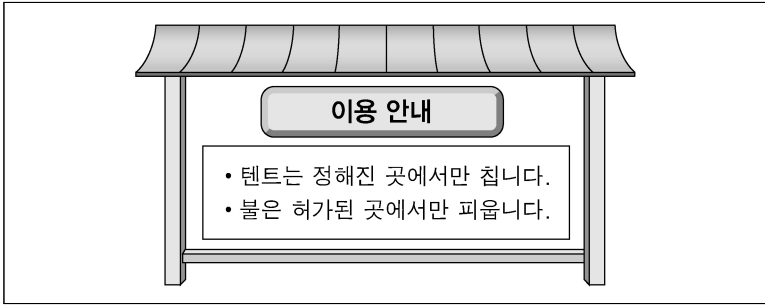 이용 안내
• 텐트는 정해진 곳에서만 칩니다.
• 불은 허가된 곳에서만 피웁니다.